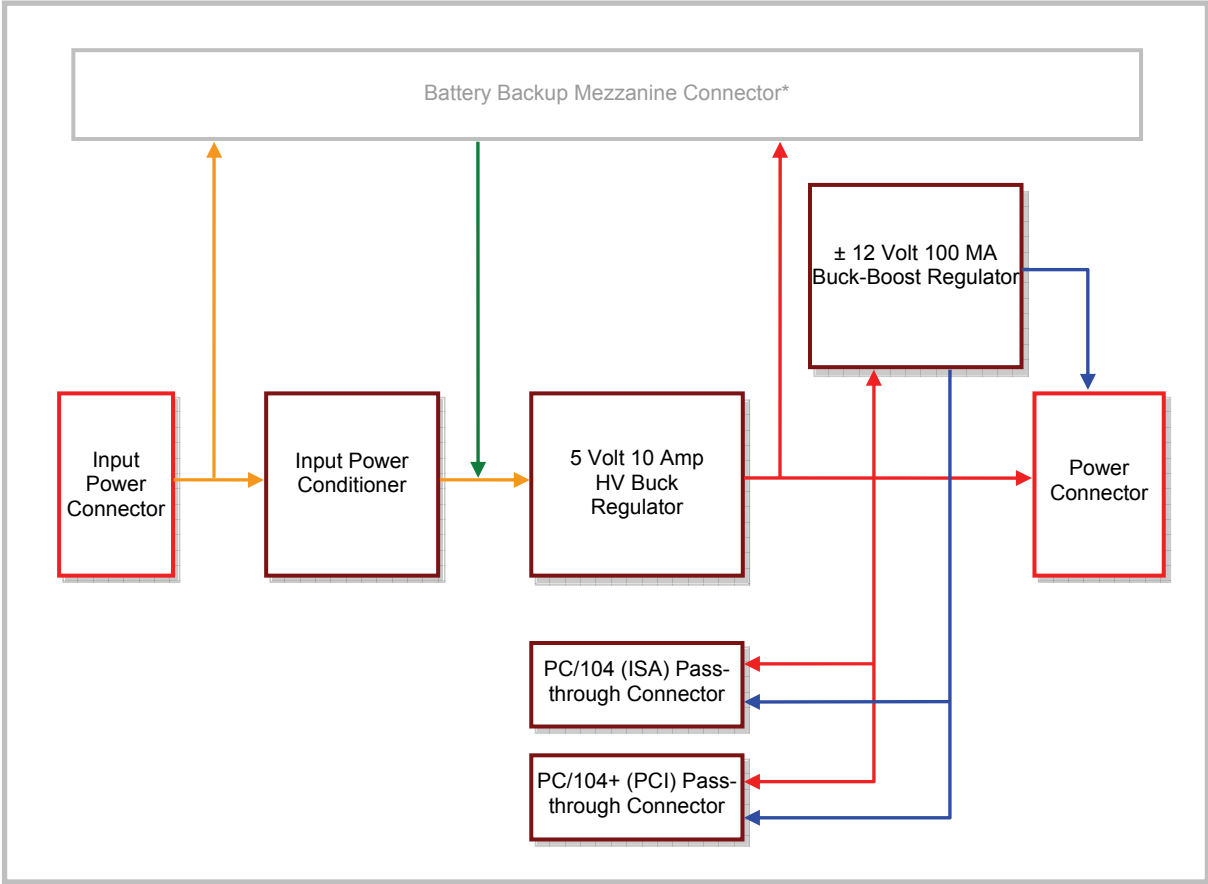 Battery Backup Mezzanine Connector*
± 12 Volt 100 MA
Buck-Boost Regulator
Input
Power
Connector
Input Power
Conditioner
5 Volt 10 Amp
HV Buck
Regulator
Power
Connector
PC/104 (ISA) Pass-
through Connector
PC/104+ (PCI) Pass-
through Connector